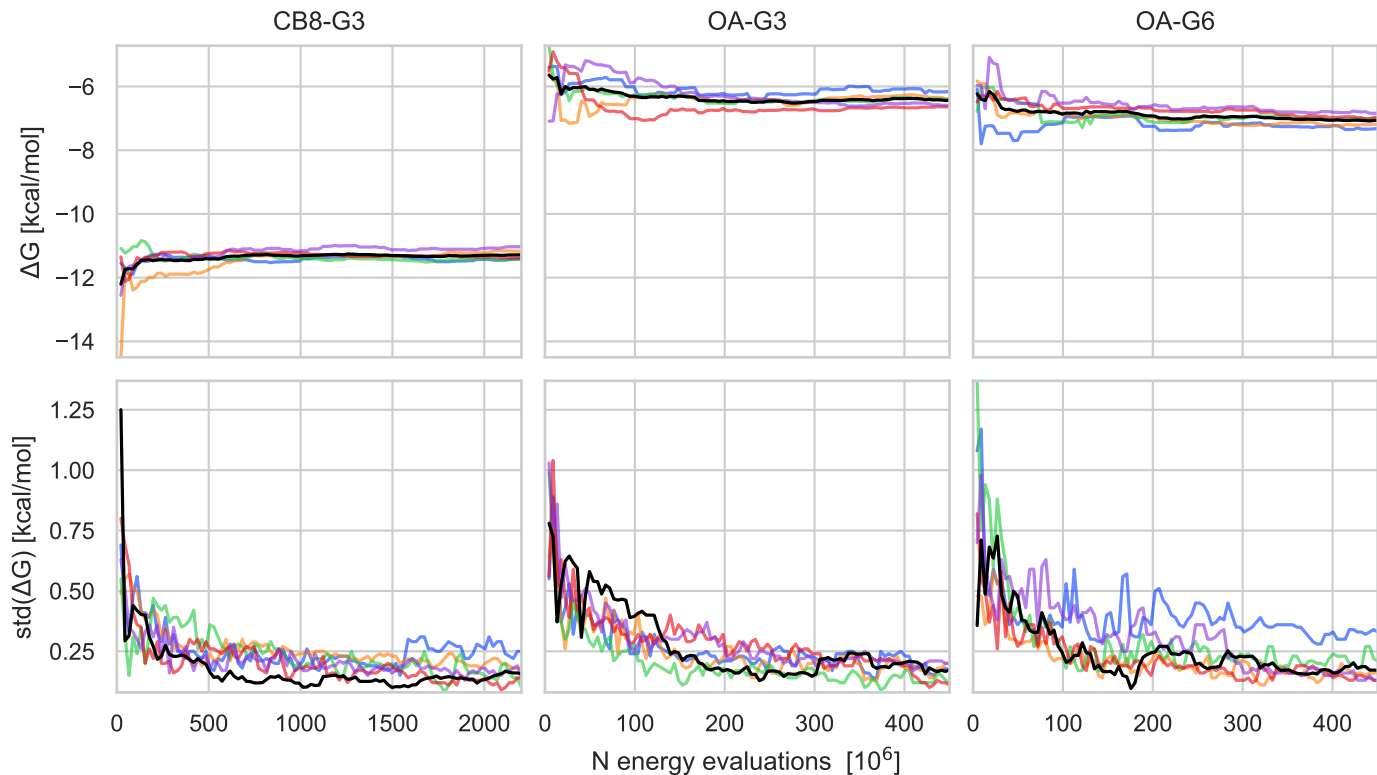 CB8-G3 OA-G3 OA-G6
ΔG [kcal/mol]
−6
−8
−10
−12
−14
std(ΔG) [kcal/mol]
1.25
1.00
0.75
0.50
0.25
0 500 1000 1500 2000 0 100 200 300 400 0 100 200 300 400
N energy evaluations [10⁶]